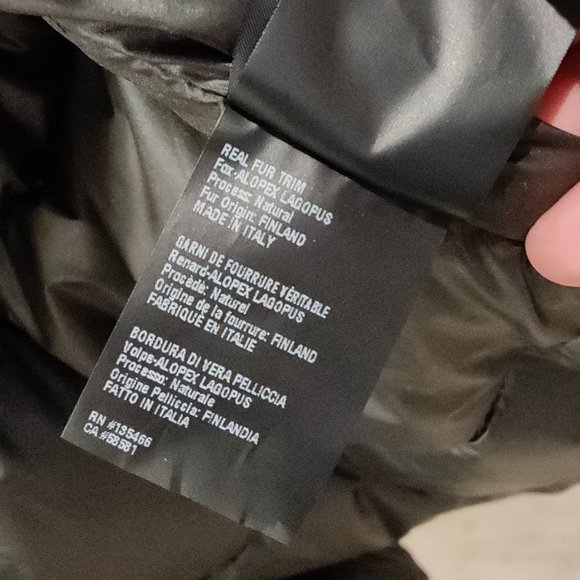 REAL FUR TRIM
Fox-ALOPEX LAGOPUS
Process: Natural
Fur Origin: FINLAND
MADE IN ITALY
GARNI DE FOURRURE VÉRITABLE
Renard-ALOPEX LAGOPUS
Procédé: Naturel
Origine de la fourrure: FINLAND
FABRIQUE EN ITALIE
BORDURA DI VERA PELLICCIA
Volpe-ALOPEX LAGOPUS
Processo: Naturale
Origine Pelliccia: FINLANDIA
FATTO IN ITALIA
RN #135466
CA #58581